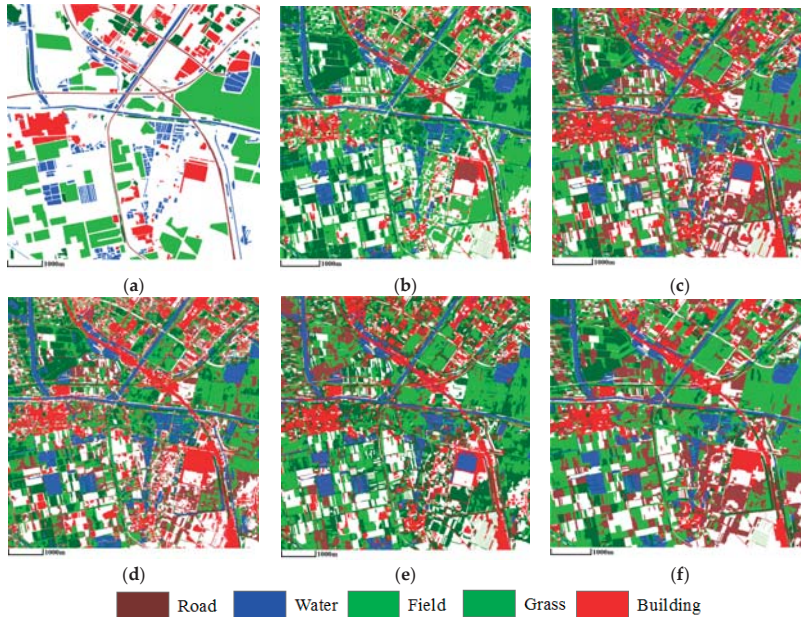 1000m
1000m
1000m
(a)
(b)
(c)
1000m
1000m
1000m
(d)
(e)
(f)
Road Water Field Grass Building